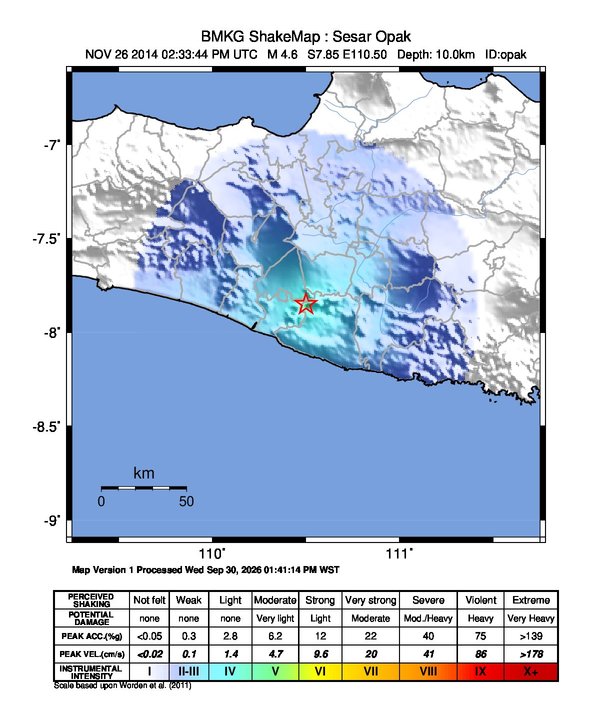 BMKG ShakeMap : Sesar Opak
NOV 26 2014 02:33:44 PM UTC M 4.6 S7.85 E110.50 Depth: 10.0km ID:opak
-7°
-7.5°
-8°
-8.5°
-9°
km
0 50
110° 111°
Map Version 1 Processed Wed Sep 30, 2026 01:41:14 PM WST
PERCEIVED SHAKING Not felt Weak Light Moderate Strong Very strong Severe Violent Extreme
POTENTIAL DAMAGE none none none Very light Light Moderate Mod./Heavy Heavy Very Heavy
PEAK ACC.(%g) <0.05 0.3 2.8 6.2 12 22 40 75 >139
PEAK VEL.(cm/s) <0.02 0.1 1.4 4.7 9.6 20 41 86 >178
INSTRUMENTAL INTENSITY I II-III IV V VI VII VIII IX X+
Scale based upon Worden et al. (2011)